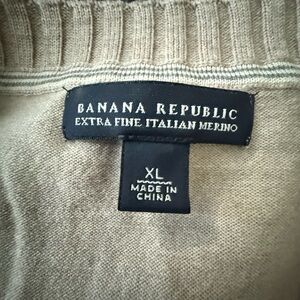 BANANA REPUBLIC
EXTRA FINE ITALIAN MERINO
XL
MADE IN
CHINA